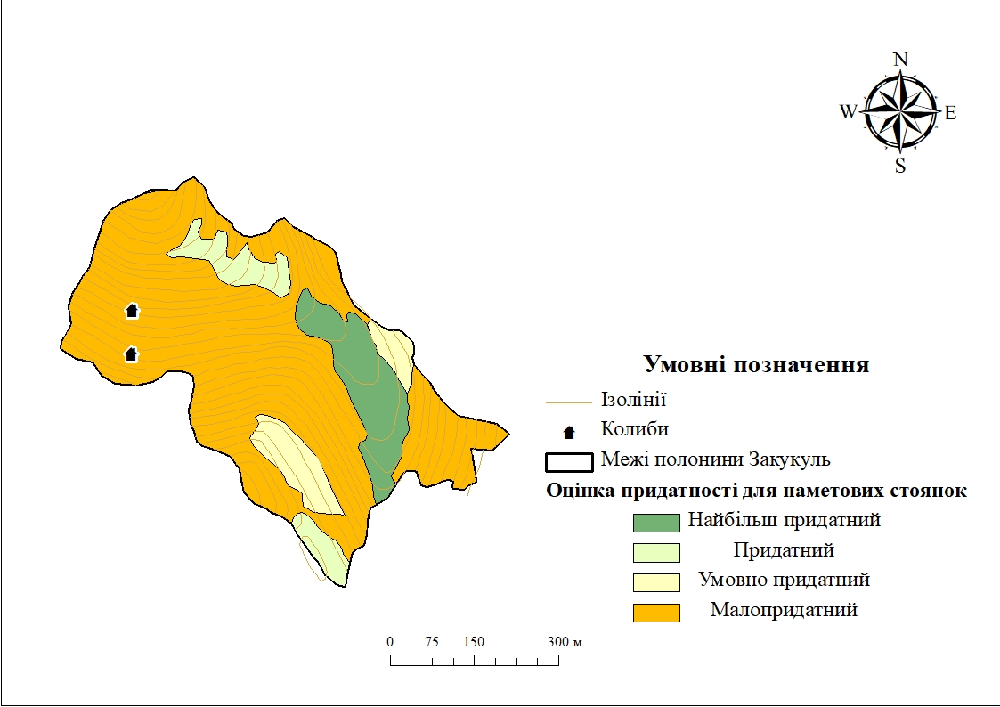 N
W E
S
Умовні позначення
Ізолінії
Колиби
Межі полонини Закукуль
Оцінка придатності для наметових стоянок
Найбільш придатний
Придатний
Умовно придатний
Малопридатний
0 75 150 300 м